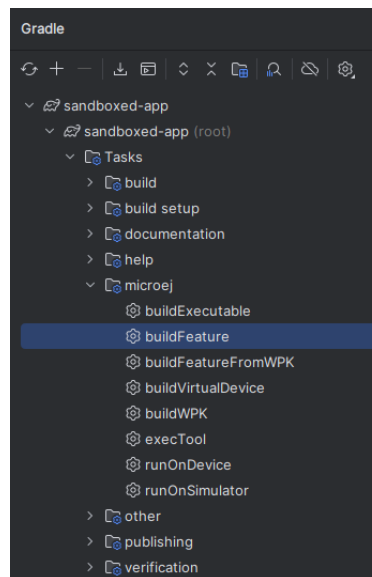 Gradle
sandboxed-app
sandboxed-app (root)
Tasks
build
build setup
documentation
help
microej
buildExecutable
buildFeature
buildFeatureFromWPK
buildVirtualDevice
buildWPK
execTool
runOnDevice
runOnSimulator
other
publishing
verification